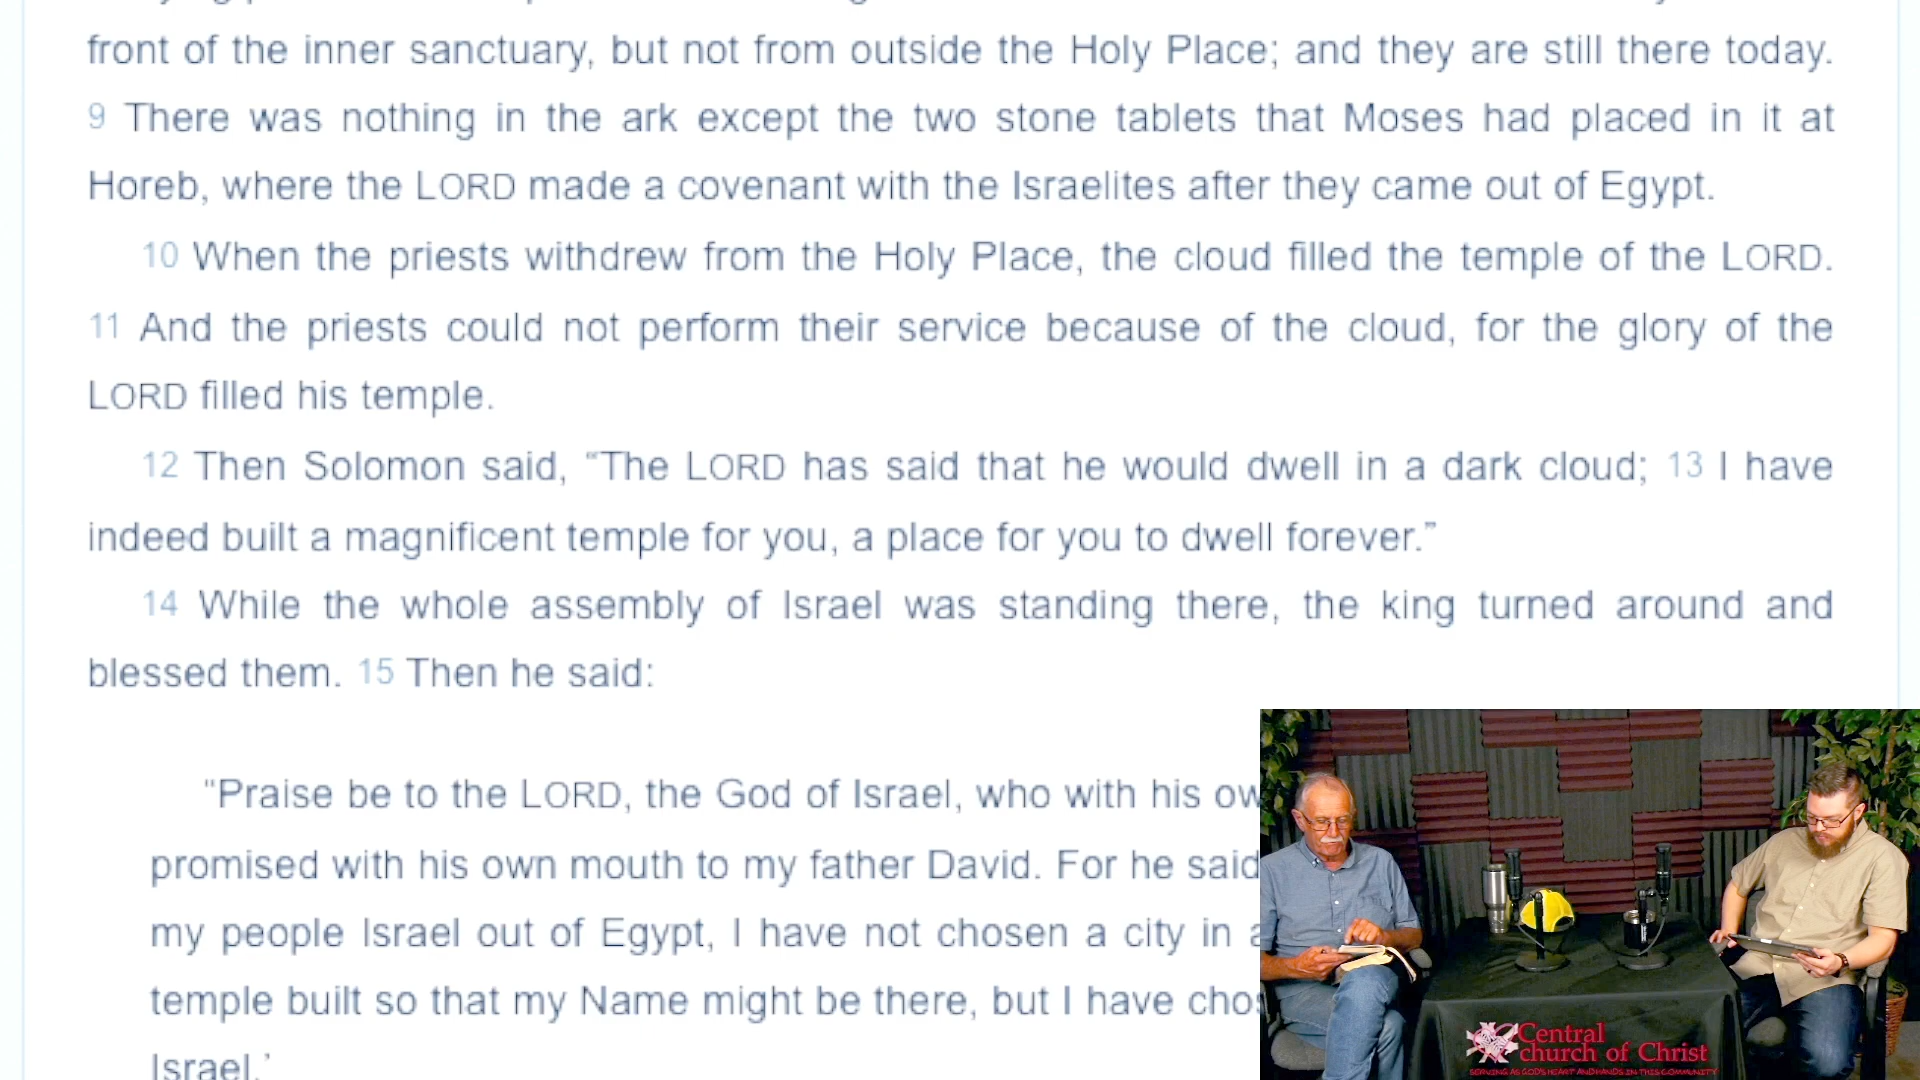 front of the inner sanctuary, but not from outside the Holy Place; and they are still there today.
9 There was nothing in the ark except the two stone tablets that Moses had placed in it at
Horeb, where the LORD made a covenant with the Israelites after they came out of Egypt.
10 When the priests withdrew from the Holy Place, the cloud filled the temple of the LORD.
11 And the priests could not perform their service because of the cloud, for the glory of the
LORD filled his temple.
12 Then Solomon said, “The LORD has said that he would dwell in a dark cloud; 13 I have
indeed built a magnificent temple for you, a place for you to dwell forever.”
14 While the whole assembly of Israel was standing there, the king turned around and
blessed them. 15 Then he said:
“Praise be to the LORD, the God of Israel, who with his
promised with his own mouth to my father David. For he said
my people Israel out of Egypt, I have not chosen a city in
temple built so that my Name might be there, but I have
Israel.’
Central
church of Christ
SERVING AS GOD'S HEART AND HANDS IN THIS COMMUNITY